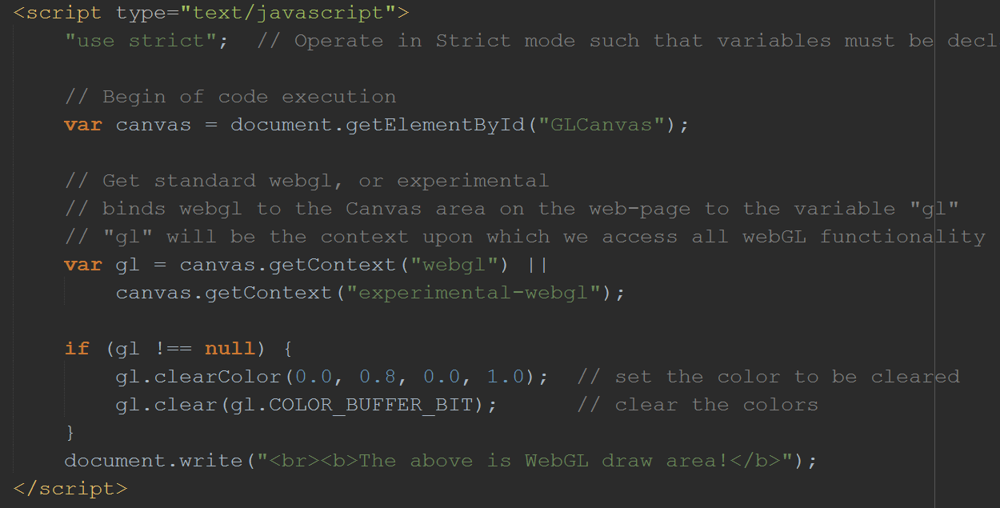 <script type="text/javascript">
"use strict";  // Operate in Strict mode such that variables must be decl
// Begin of code execution
var canvas = document.getElementById("GLCanvas");
// Get standard webgl, or experimental
// binds webgl to the Canvas area on the web-page to the variable "gl"
// "gl" will be the context upon which we access all webGL functionality
var gl = canvas.getContext("webgl") ||
canvas.getContext("experimental-webgl");
if (gl !== null) {
gl.clearColor(0.0, 0.8, 0.0, 1.0);  // set the color to be cleared
gl.clear(gl.COLOR_BUFFER_BIT);      // clear the colors
}
document.write("<br><b>The above is WebGL draw area!</b>");
</script>